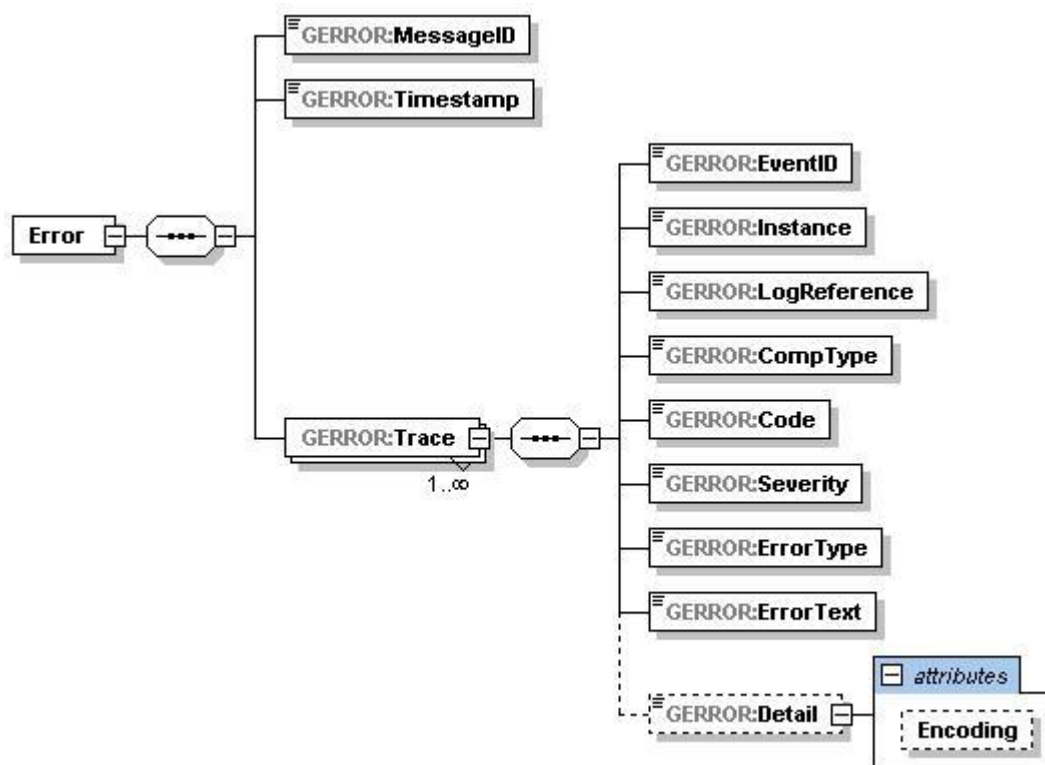 GERROR:MessageID
GERROR:Timestamp
GERROR:EventID
GERROR:Instance
Error
GERROR:LogReference
GERROR:CompType
GERROR:Code
GERROR:Trace
1..∞
GERROR:Severity
GERROR:ErrorType
GERROR:ErrorText
attributes
GERROR:Detail
Encoding